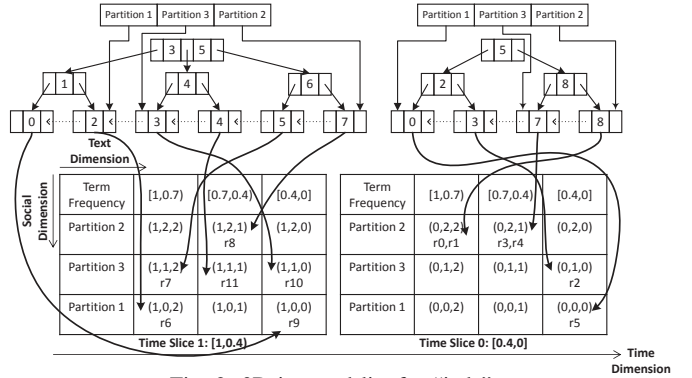 Partition 1 Partition 3 Partition 2
Partition 1 Partition 3 Partition 2
3 5
5
1 4 6
2 8
0 2 3 4 5 7
0 3 7 8
Text Dimension
Social Dimension
Term Frequency [1,0.7) [0.7,0.4) [0.4,0]
Partition 2 (1,2,2) (1,2,1) r8 (1,2,0)
Partition 3 (1,1,2) r7 (1,1,1) r11 (1,1,0) r10
Partition 1 (1,0,2) r6 (1,0,1) (1,0,0) r9
Time Slice 1: [1,0.4)
Term Frequency [1,0.7) [0.7,0.4) [0.4,0]
Partition 2 (0,2,2) r0,r1 (0,2,1) r3,r4 (0,2,0)
Partition 3 (0,1,2) (0,1,1) (0,1,0) r2
Partition 1 (0,0,2) (0,0,1) (0,0,0) r5
Time Slice 0: [0.4,0]
Time Dimension